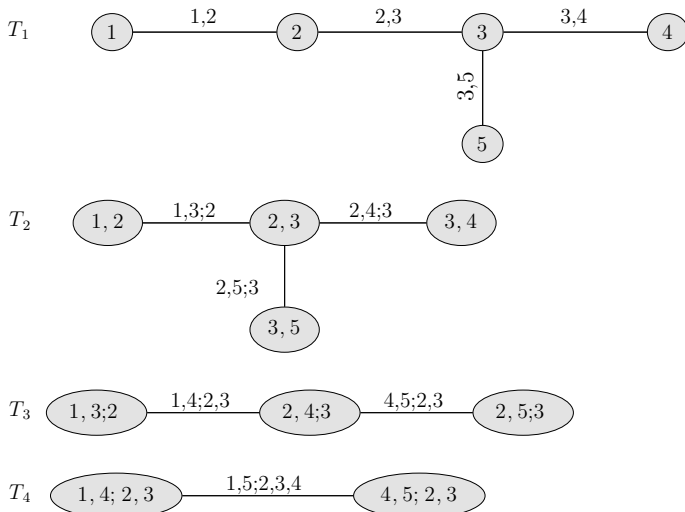 1,2 2,3 3,4
T1 1 2 3 4
3,5
5
1,3;2 2,4;3
T2 1, 2 2, 3 3, 4
2,5;3
3, 5
1,4;2,3 4,5;2,3
T3 1, 3;2 2, 4;3 2, 5;3
1,5;2,3,4
T4 1, 4; 2, 3 4, 5; 2, 3